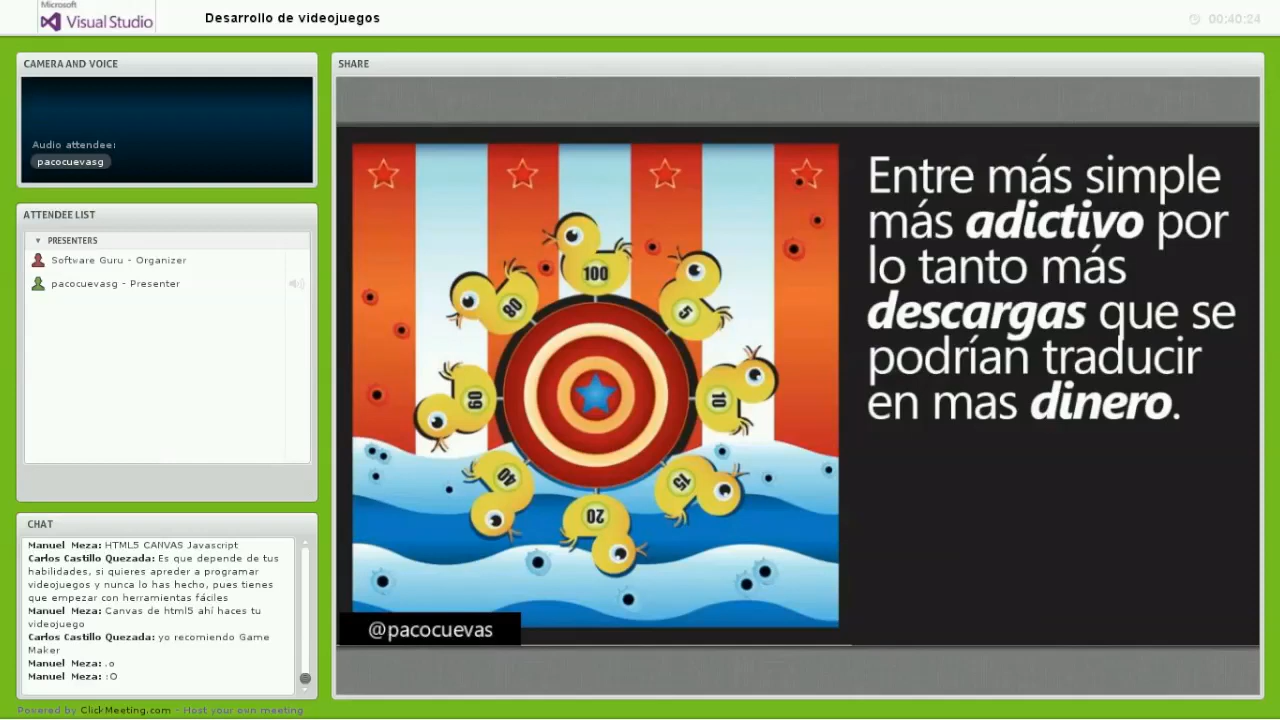 Microsoft
Visual Studio
Desarrollo de videojuegos
00:40:24
CAMERA AND VOICE
Audio attendee:
pacocuevasg
ATTENDEE LIST
PRESENTERS
Software Guru - Organizer
pacocuevasg - Presenter
CHAT
Manuel Meza: HTML5 CANVAS Javascript
Carlos Castillo Quezada: Es que depende de tus
habilidades, si quieres apreder a programar
videojuegos y nunca lo has hecho, pues tienes
que empezar con herramientas fáciles
Manuel Meza: Canvas de html5 ahí haces tu
videojuego
Carlos Castillo Quezada: yo recomiendo Game
Maker
Manuel Meza: .o
Manuel Meza: :O
Powered by ClickMeeting.com - Host your own meeting
SHARE
100
5
10
15
20
40
60
80
@pacocuevas
Entre más simple
más adictivo por
lo tanto más
descargas que se
podrían traducir
en mas dinero.